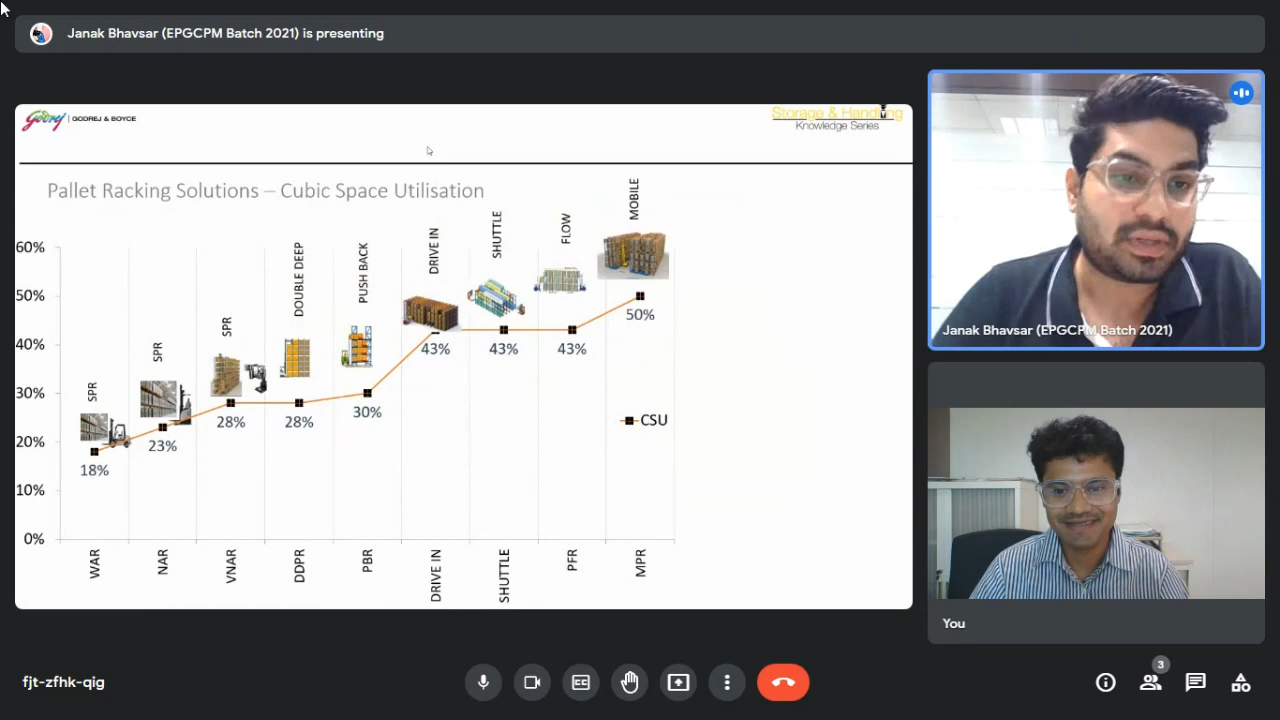 Janak Bhavsar (EPGCPM Batch 2021) is presenting
Godrej | GODREJ & BOYCE
Storage & Handling
Knowledge Series
Pallet Racking Solutions – Cubic Space Utilisation
60%
50%
40%
30%
20%
10%
0%
SPR
SPR
SPR
DOUBLE DEEP
PUSH BACK
DRIVE IN
SHUTTLE
FLOW
MOBILE
18%
23%
28%
28%
30%
43%
43%
43%
50%
CSU
WAR
NAR
VNAR
DDPR
PBR
DRIVE IN
SHUTTLE
PFR
MPR
Janak Bhavsar (EPGCPM Batch 2021)
You
fjt-zfhk-qig
CC
3